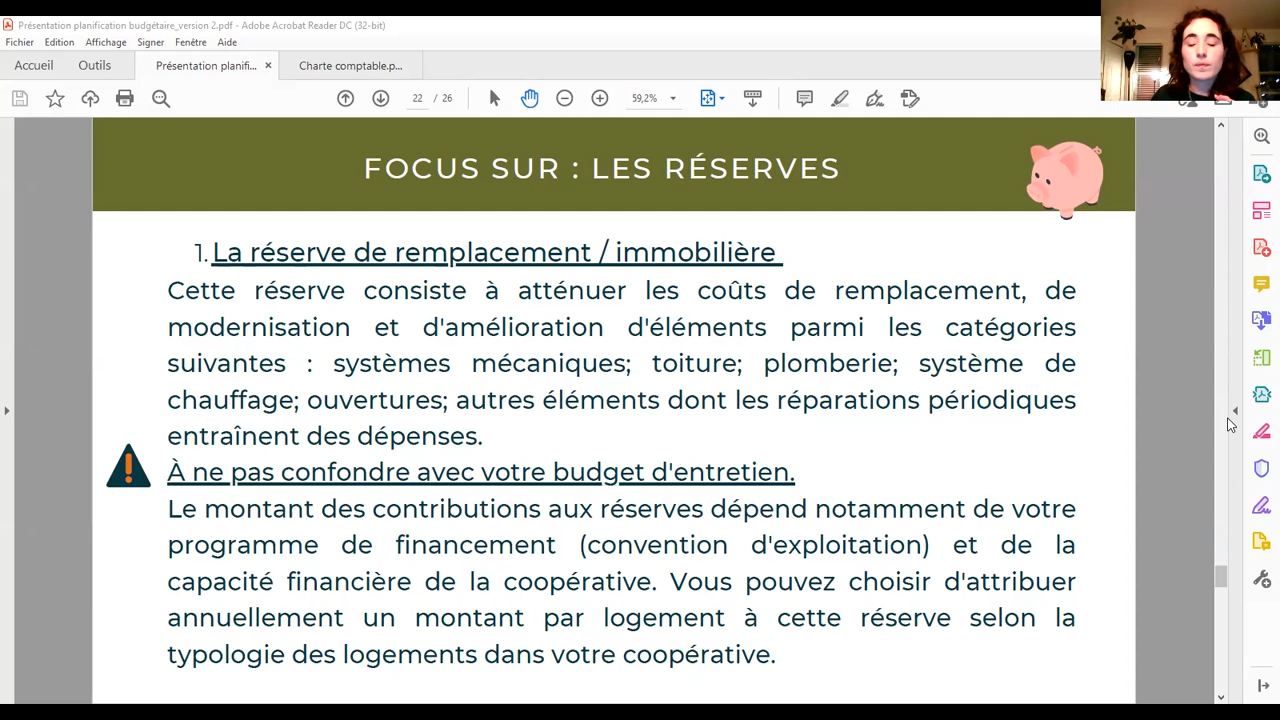 Présentation planification budgétaire_version 2.pdf - Adobe Acrobat Reader DC (32-bit)
Fichier Edition Affichage Signer Fenêtre Aide
Accueil Outils Présentation planifi... × Charte comptable.p...
22 / 26 59,2%
FOCUS SUR : LES RÉSERVES
1. La réserve de remplacement / immobilière
Cette réserve consiste à atténuer les coûts de remplacement, de
modernisation et d'amélioration d'éléments parmi les catégories
suivantes : systèmes mécaniques; toiture; plomberie; système de
chauffage; ouvertures; autres éléments dont les réparations périodiques
entraînent des dépenses.
À ne pas confondre avec votre budget d'entretien.
Le montant des contributions aux réserves dépend notamment de votre
programme de financement (convention d'exploitation) et de la
capacité financière de la coopérative. Vous pouvez choisir d'attribuer
annuellement un montant par logement à cette réserve selon la
typologie des logements dans votre coopérative.